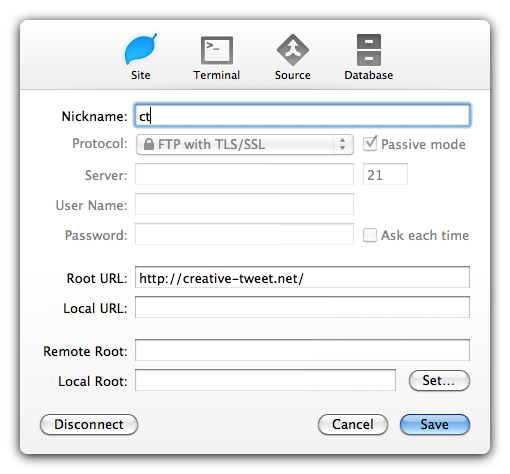 Site Terminal Source Database
Nickname: ct
Protocol: FTP with TLS/SSL Passive mode
Server: 21
User Name:
Password: Ask each time
Root URL: http://creative-tweet.net/
Local URL:
Remote Root:
Local Root: Set...
Disconnect Cancel Save